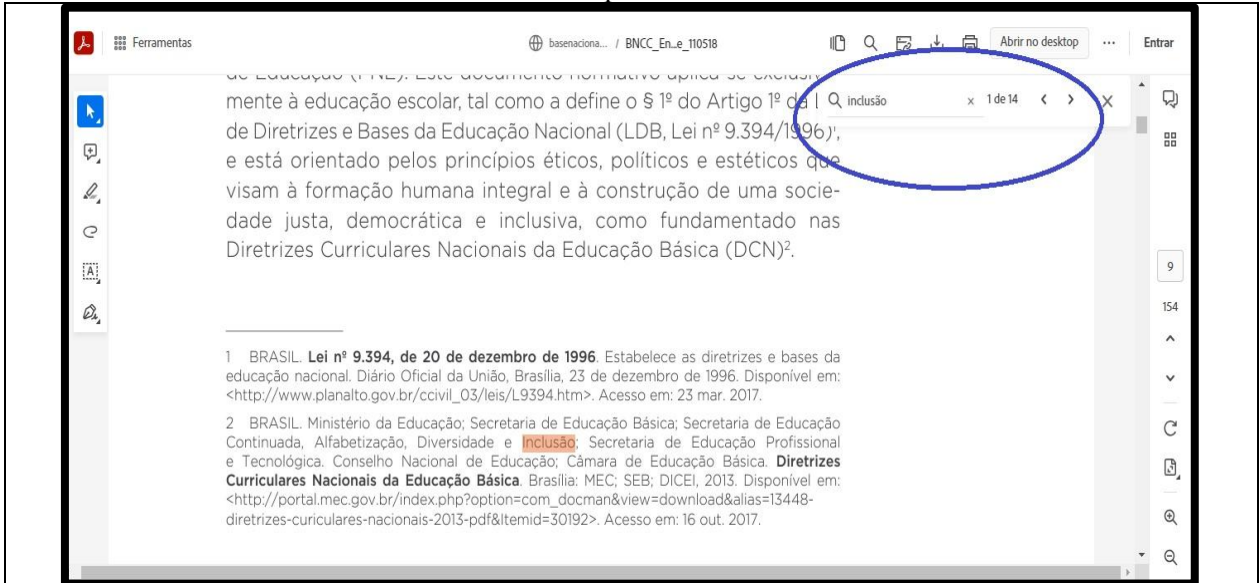 Ferramentas
basenaciona... / BNCC_En...e_110518
Abrir no desktop
Entrar
inclusão x 1 de 14
de Educação (PNE). Este documento normativo aplica-se
mente à educação escolar, tal como a define o § 1º do Artigo 1º da
de Diretrizes e Bases da Educação Nacional (LDB, Lei nº 9.394/1996)¹,
e está orientado pelos princípios éticos, políticos e estéticos que
visam à formação humana integral e à construção de uma socie-
dade justa, democrática e inclusiva, como fundamentado nas
Diretrizes Curriculares Nacionais da Educação Básica (DCN)².
1 BRASIL. Lei nº 9.394, de 20 de dezembro de 1996. Estabelece as diretrizes e bases da
educação nacional. Diário Oficial da União, Brasília, 23 de dezembro de 1996. Disponível em:
<http://www.planalto.gov.br/ccivil_03/leis/L9394.htm>. Acesso em: 23 mar. 2017.
2 BRASIL. Ministério da Educação; Secretaria de Educação Básica; Secretaria de Educação
Continuada, Alfabetização, Diversidade e Inclusão; Secretaria de Educação Profissional
e Tecnológica. Conselho Nacional de Educação; Câmara de Educação Básica. Diretrizes
Curriculares Nacionais da Educação Básica. Brasília: MEC; SEB; DICEI, 2013. Disponível em:
<http://portal.mec.gov.br/index.php?option=com_docman&view=download&alias=13448-
diretrizes-curiculares-nacionais-2013-pdf&Itemid=30192>. Acesso em: 16 out. 2017.
9
154